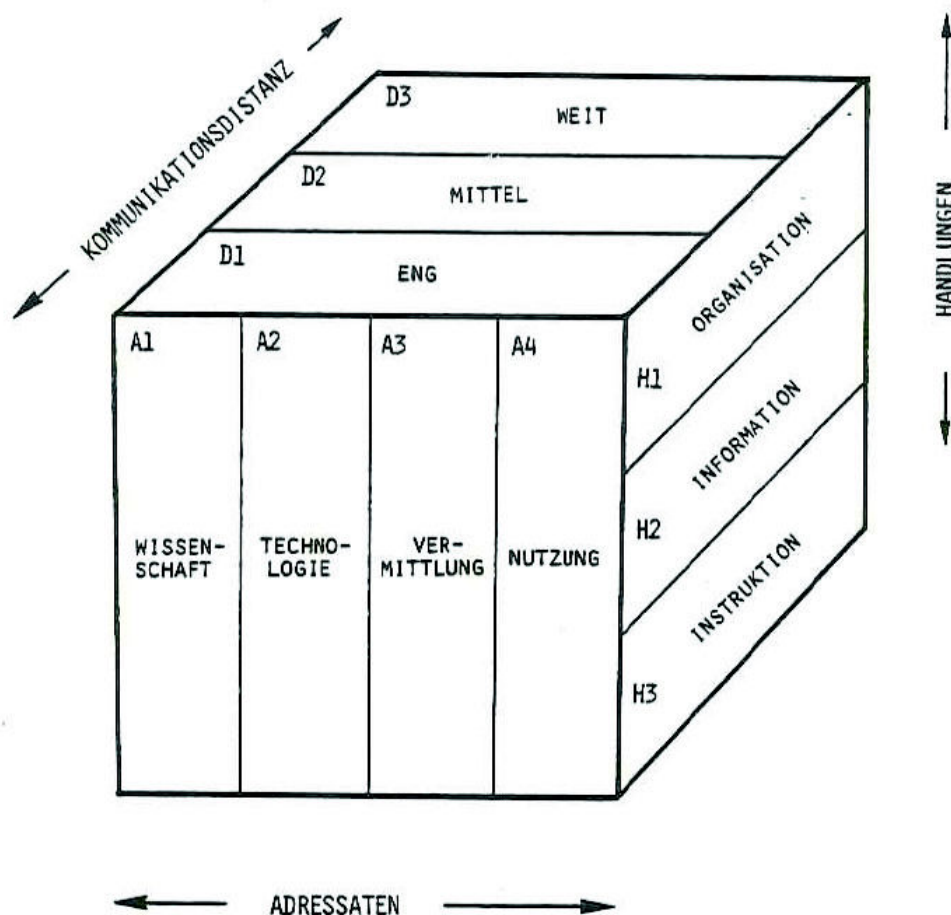 KOMMUNIKATIONSDISTANZ
D3
WEIT
D2
MITTEL
D1
ENG
A1
A2
A3
A4
WISSEN-
SCHAFT
TECHNO-
LOGIE
VER-
MITTLUNG
NUTZUNG
H1
ORGANISATION
H2
INFORMATION
H3
INSTRUKTION
HANDLUNGEN
ADRESSATEN